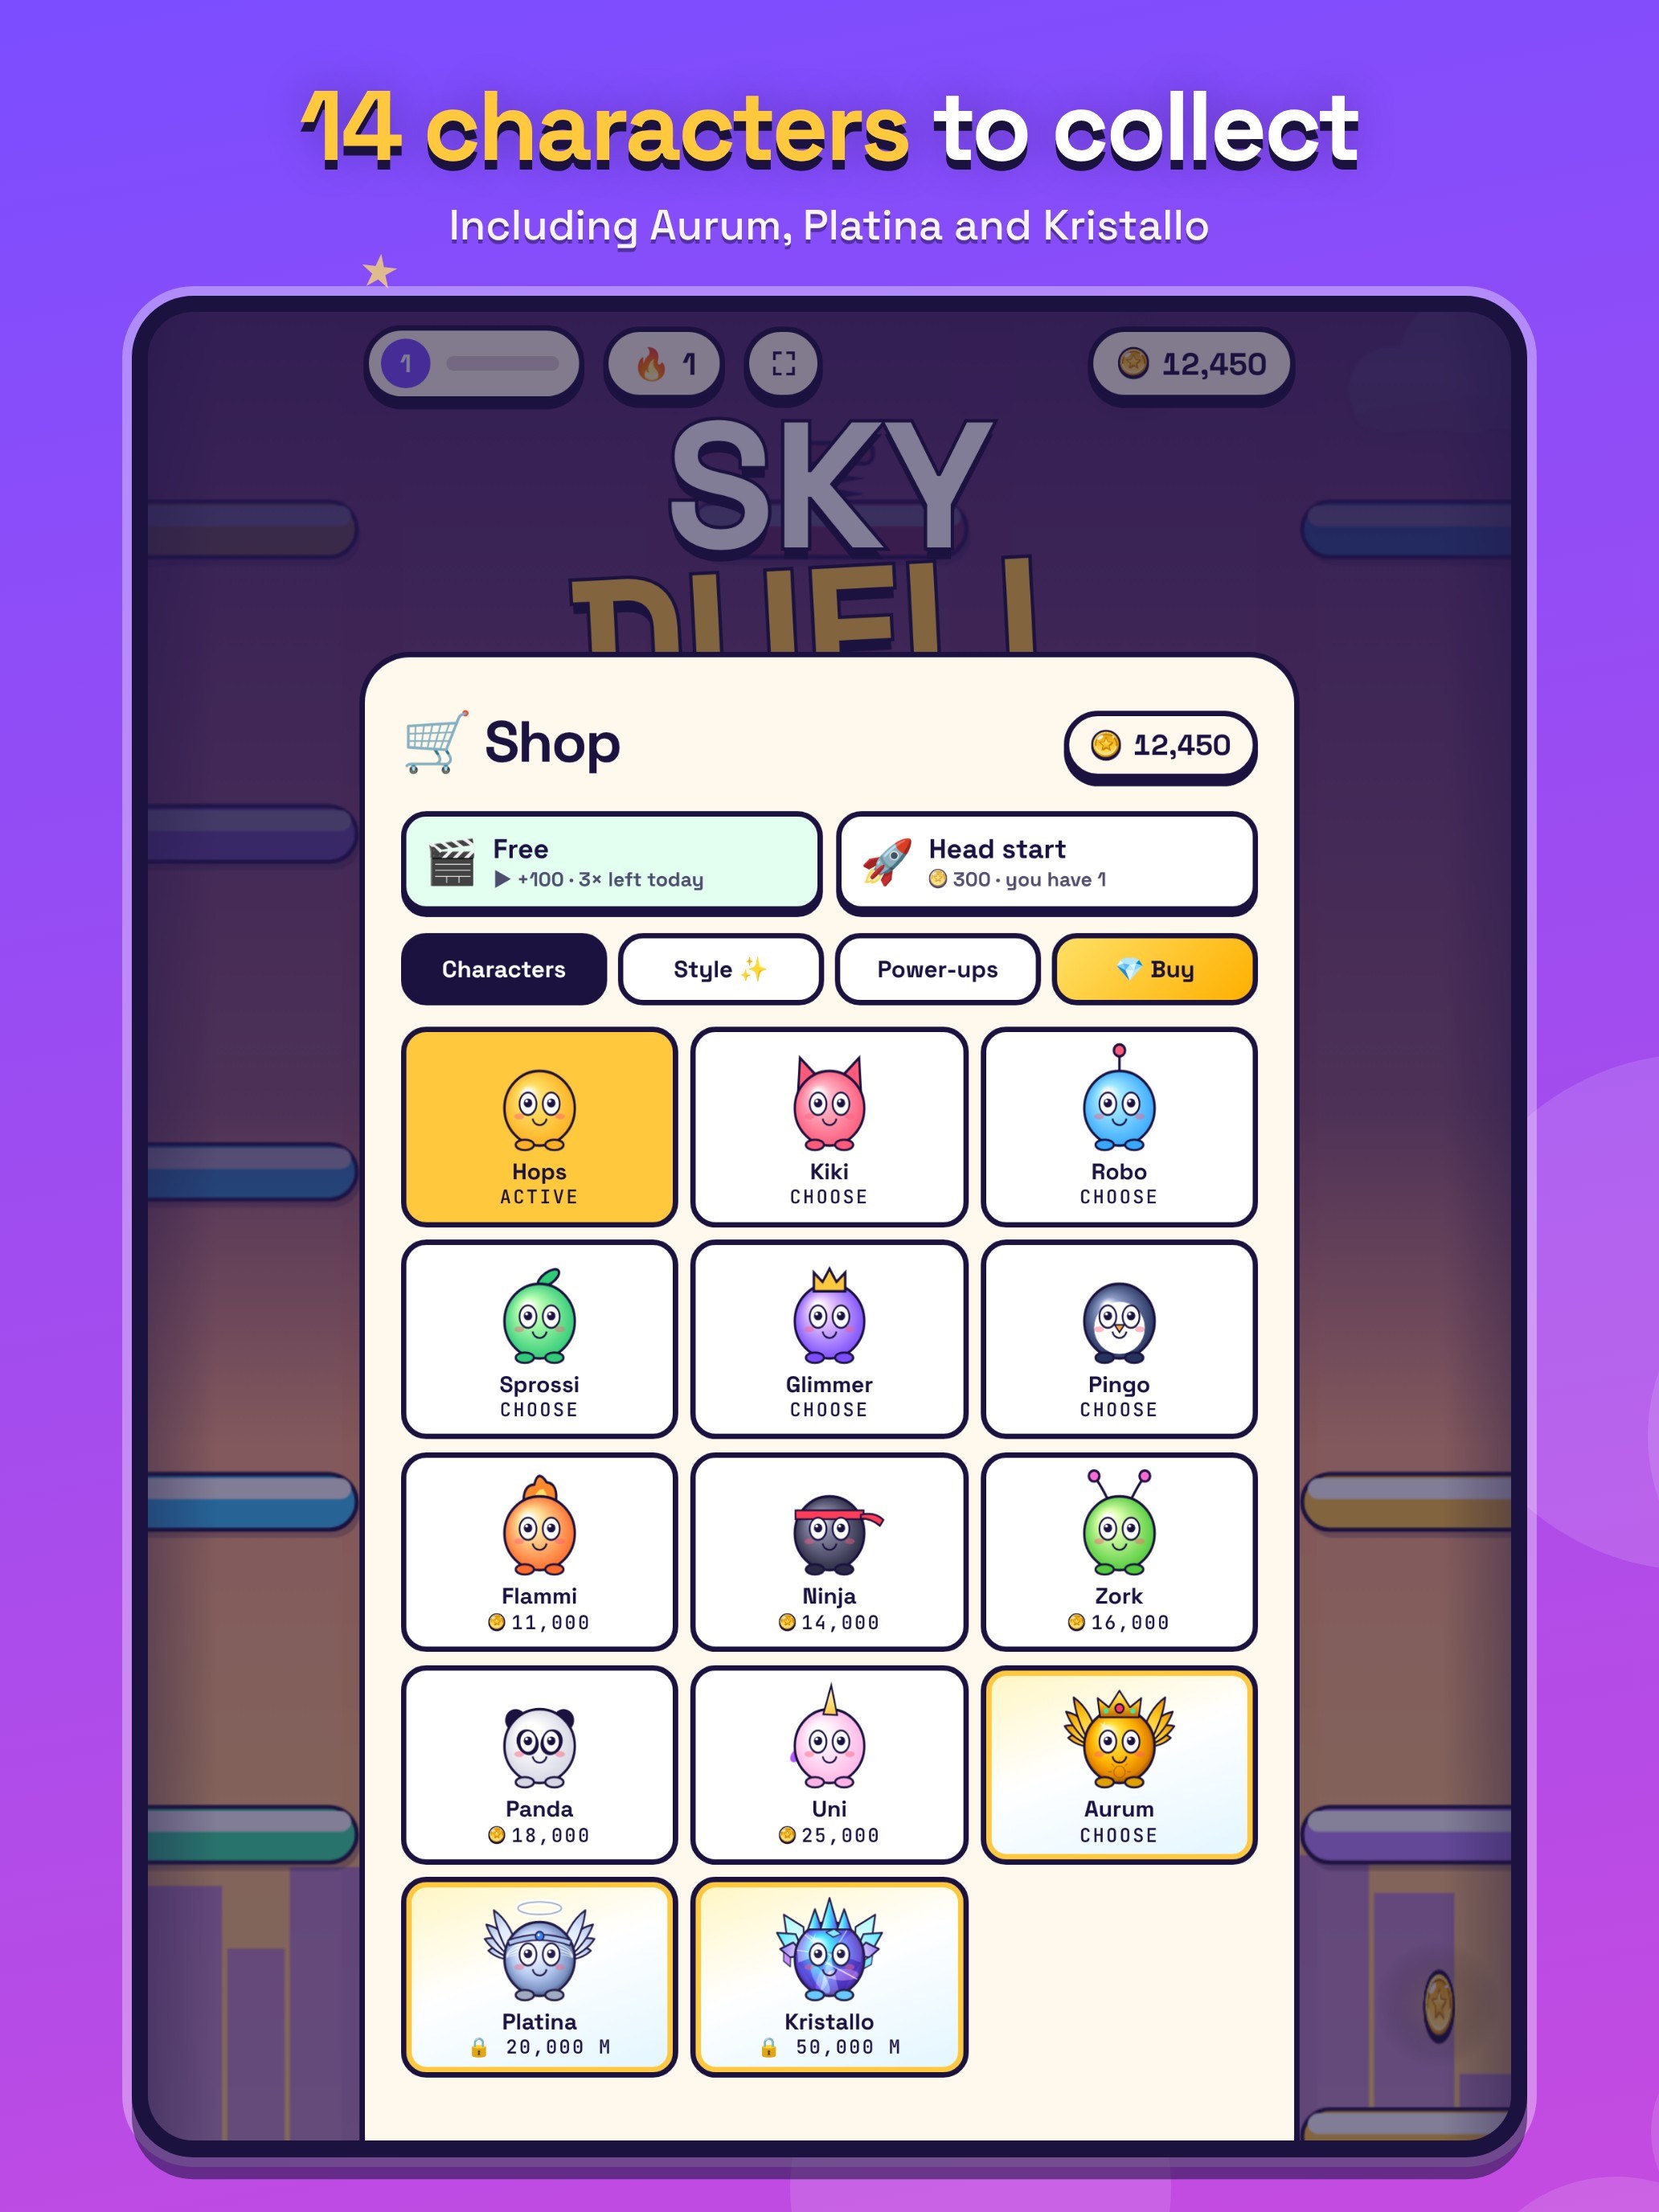 14 characters to collect
Including Aurum, Platina and Kristallo
1
1
12,450
SKY
DUELL
Shop
12,450
Free
▶ +100 · 3× left today
Head start
300 · you have 1
Characters
Style ✨
Power-ups
💎 Buy
Hops
ACTIVE
Kiki
CHOOSE
Robo
CHOOSE
Sprossi
CHOOSE
Glimmer
CHOOSE
Pingo
CHOOSE
Flammi
11,000
Ninja
14,000
Zork
16,000
Panda
18,000
Uni
25,000
Aurum
CHOOSE
Platina
🔒 20,000 M
Kristallo
🔒 50,000 M